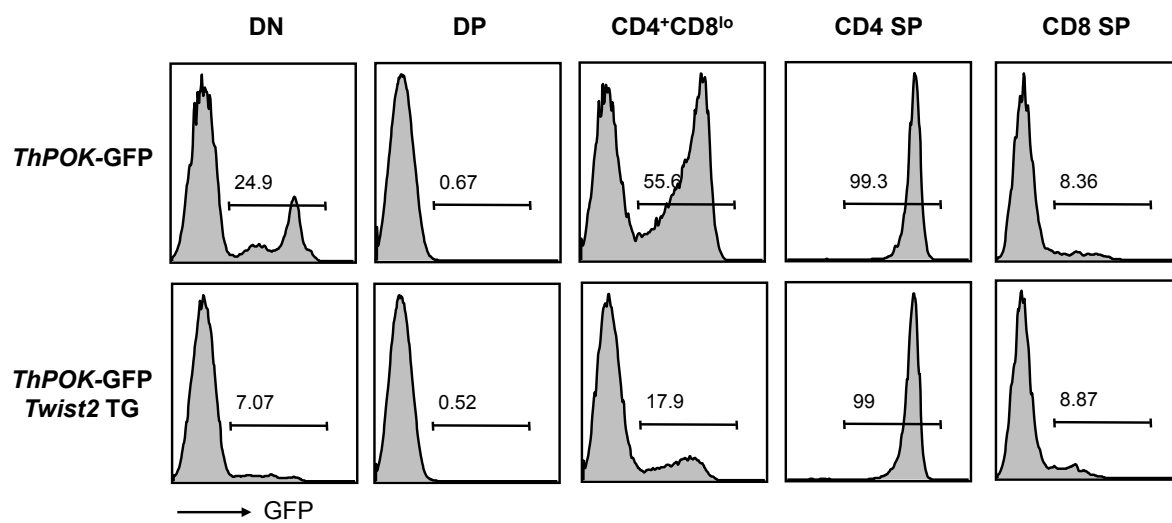 DN DP CD4⁺CD8ˡᵒ CD4 SP CD8 SP
ThPOK-GFP
24.9 0.67 55.6 99.3 8.36
ThPOK-GFP
Twist2 TG
7.07 0.52 17.9 99 8.87
GFP